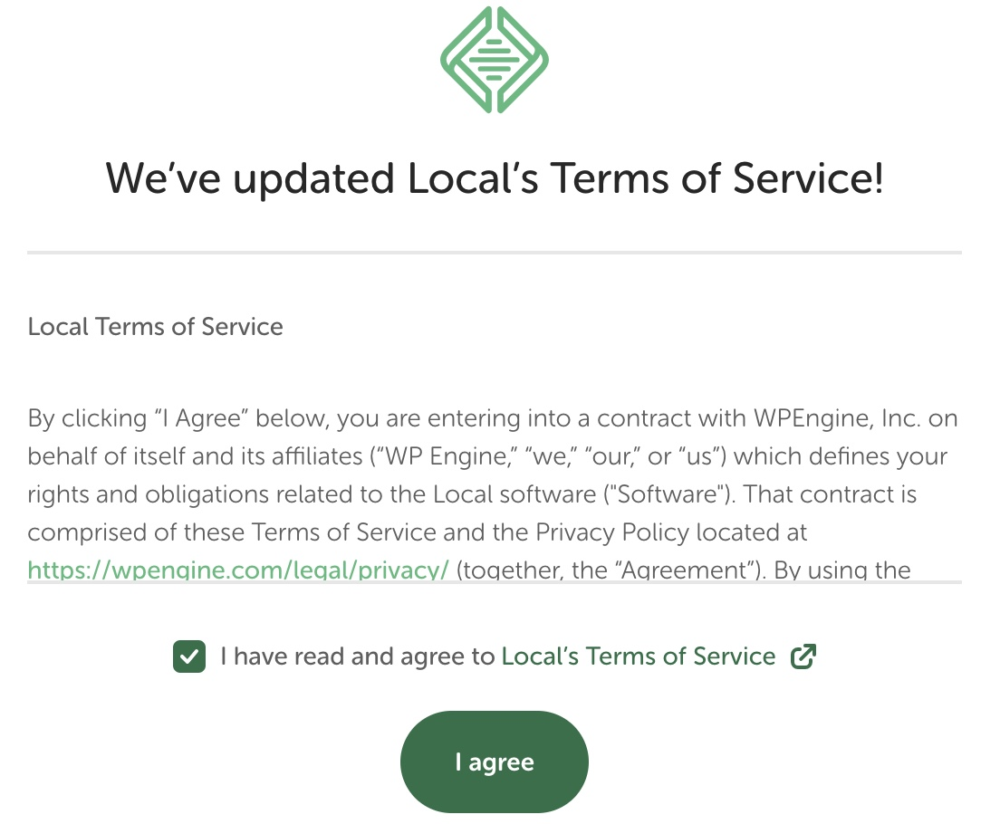 We’ve updated Local’s Terms of Service!
Local Terms of Service
By clicking “I Agree” below, you are entering into a contract with WPEngine, Inc. on
behalf of itself and its affiliates (“WP Engine,” “we,” “our,” or “us”) which defines your
rights and obligations related to the Local software ("Software"). That contract is
comprised of these Terms of Service and the Privacy Policy located at
https://wpengine.com/legal/privacy/ (together, the “Agreement”). By using the
I have read and agree to Local’s Terms of Service
I agree